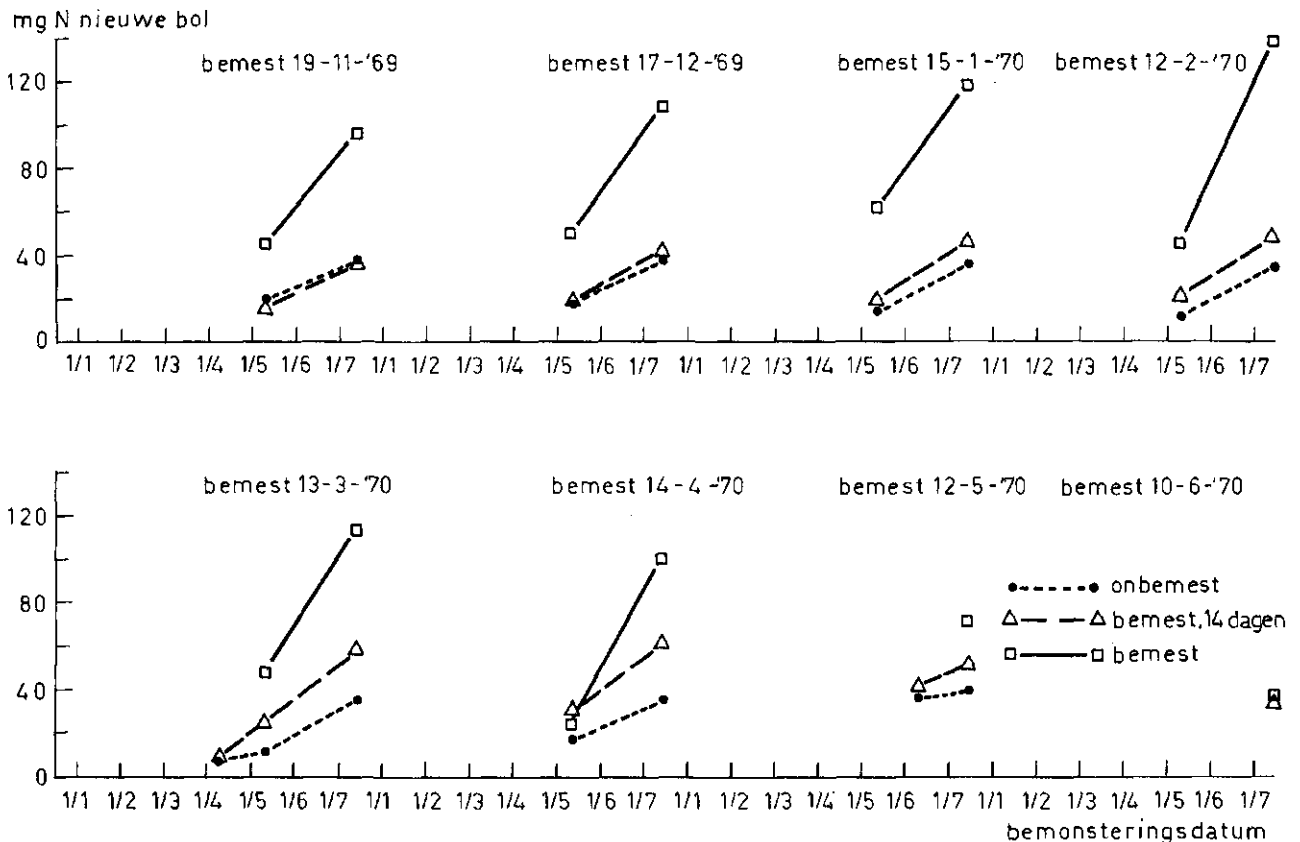 mg N nieuwe bol
bemest 19-11-'69 bemest 17-12-'69 bemest 15-1-'70 bemest 12-2-'70
120
80
40
0
1/1 1/2 1/3 1/4 1/5 1/6 1/7 1/1 1/2 1/3 1/4 1/5 1/6 1/7 1/1 1/2 1/3 1/4 1/5 1/6 1/7 1/1 1/2 1/3 1/4 1/5 1/6 1/7
bemest 13-3-'70 bemest 14-4-'70 bemest 12-5-'70 bemest 10-6-'70
120
80
40
0
onbemest
bemest, 14 dagen
bemest
1/1 1/2 1/3 1/4 1/5 1/6 1/7 1/1 1/2 1/3 1/4 1/5 1/6 1/7 1/1 1/2 1/3 1/4 1/5 1/6 1/7 1/1 1/2 1/3 1/4 1/5 1/6 1/7
bemonsteringsdatum